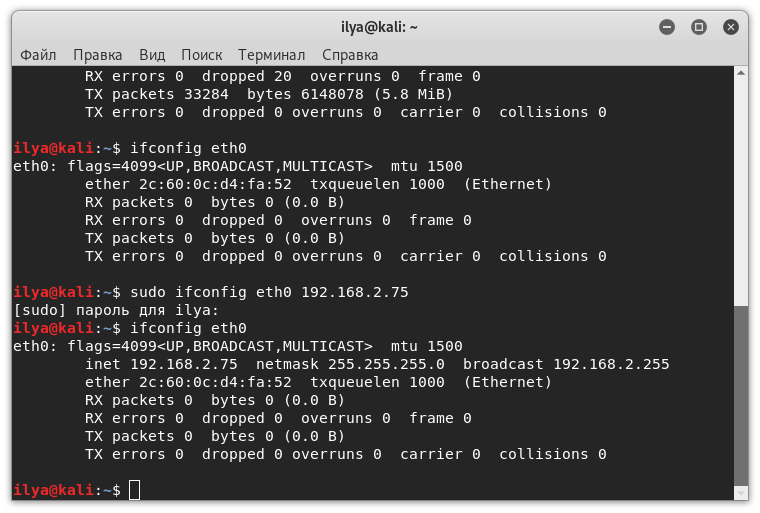 ilya@kali: ~
Файл Правка Вид Поиск Терминал Справка
RX errors 0  dropped 20  overruns 0  frame 0
TX packets 33284  bytes 6148078 (5.8 MiB)
TX errors 0  dropped 0 overruns 0  carrier 0  collisions 0
ilya@kali:~$ ifconfig eth0
eth0: flags=4099<UP,BROADCAST,MULTICAST>  mtu 1500
ether 2c:60:0c:d4:fa:52  txqueuelen 1000  (Ethernet)
RX packets 0  bytes 0 (0.0 B)
RX errors 0  dropped 0  overruns 0  frame 0
TX packets 0  bytes 0 (0.0 B)
TX errors 0  dropped 0 overruns 0  carrier 0  collisions 0
ilya@kali:~$ sudo ifconfig eth0 192.168.2.75
[sudo] пароль для ilya:
ilya@kali:~$ ifconfig eth0
eth0: flags=4099<UP,BROADCAST,MULTICAST>  mtu 1500
inet 192.168.2.75  netmask 255.255.255.0  broadcast 192.168.2.255
ether 2c:60:0c:d4:fa:52  txqueuelen 1000  (Ethernet)
RX packets 0  bytes 0 (0.0 B)
RX errors 0  dropped 0  overruns 0  frame 0
TX packets 0  bytes 0 (0.0 B)
TX errors 0  dropped 0 overruns 0  carrier 0  collisions 0
ilya@kali:~$